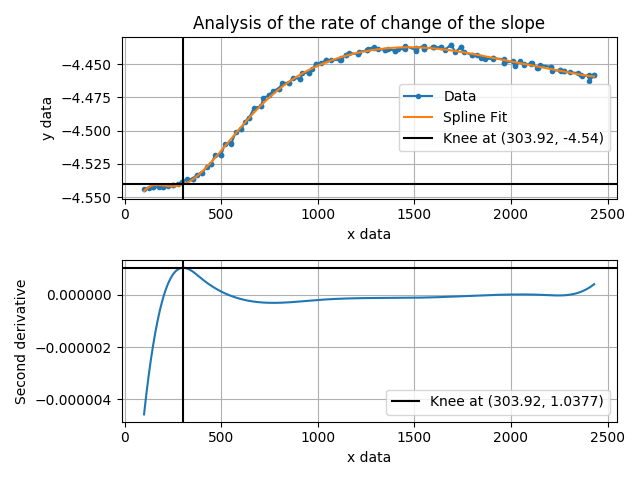 Analysis of the rate of change of the slope
−4.450
−4.475
−4.500
−4.525
−4.550
y data
Data
Spline Fit
Knee at (303.92, -4.54)
0 500 1000 1500 2000 2500
x data
0.000000
−0.000002
−0.000004
Second derivative
Knee at (303.92, 1.0377)
0 500 1000 1500 2000 2500
x data